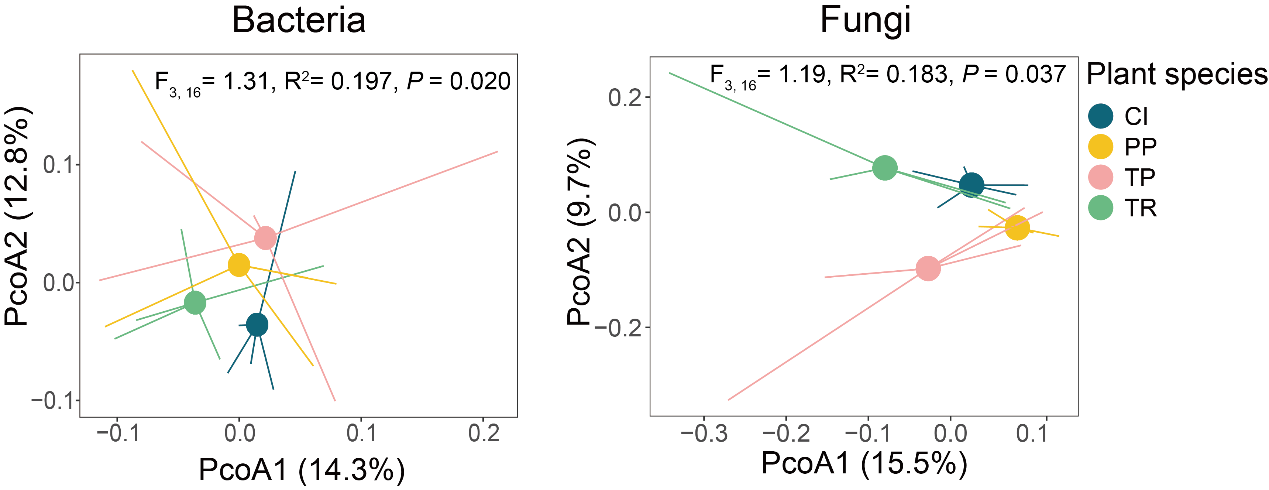 Bacteria
F3, 16= 1.31, R²= 0.197, P = 0.020
PcoA2 (12.8%)
0.1
0.0
−0.1
−0.1 0.0 0.1 0.2
PcoA1 (14.3%)
Fungi
F3, 16= 1.19, R²= 0.183, P = 0.037
PcoA2 (9.7%)
0.2
0.0
−0.2
−0.3 −0.2 −0.1 0.0 0.1
PcoA1 (15.5%)
Plant species
CI
PP
TP
TR